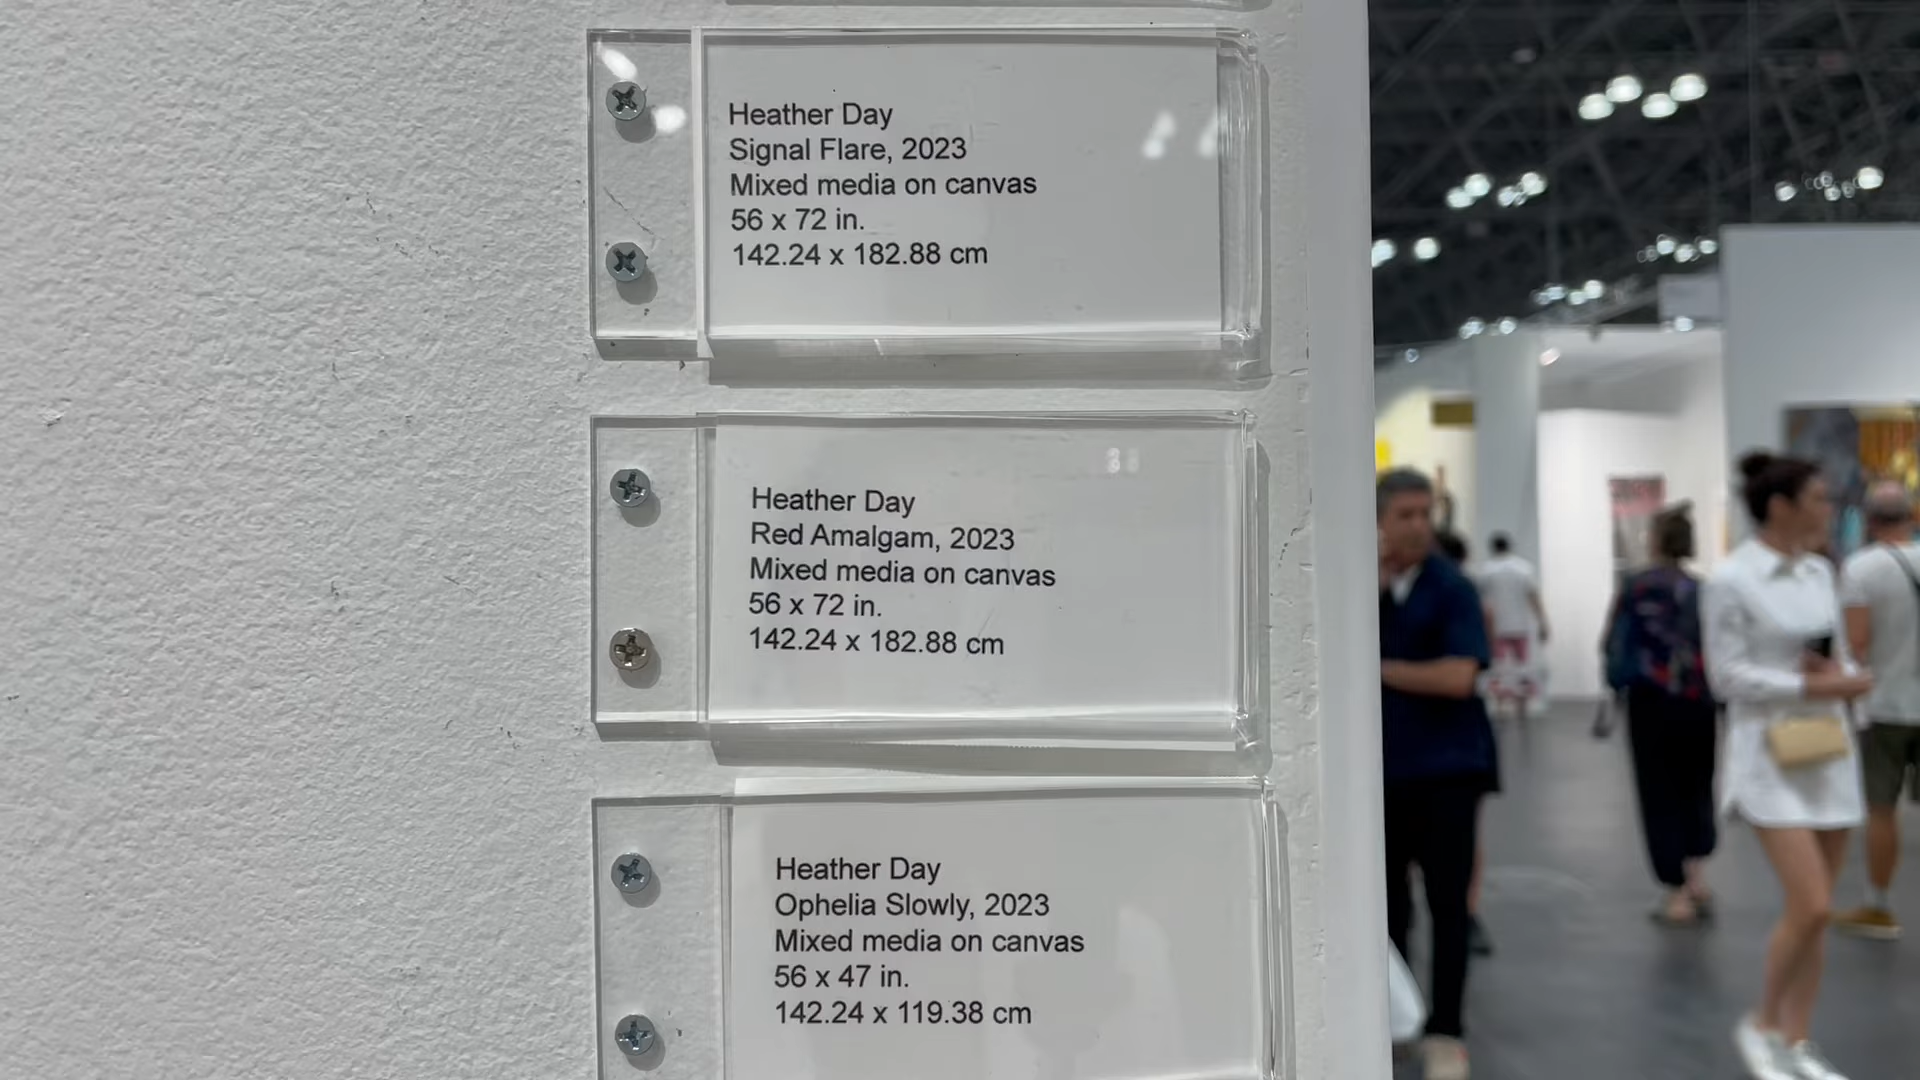 Heather Day
Signal Flare, 2023
Mixed media on canvas
56 x 72 in.
142.24 x 182.88 cm
Heather Day
Red Amalgam, 2023
Mixed media on canvas
56 x 72 in.
142.24 x 182.88 cm
Heather Day
Ophelia Slowly, 2023
Mixed media on canvas
56 x 47 in.
142.24 x 119.38 cm